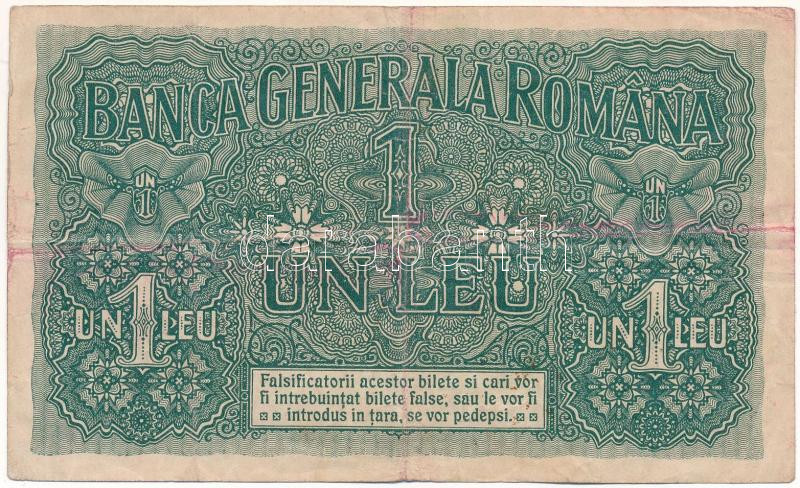 BANCA GENERALA ROMÂNA
UN 1
1
UN 1
darabanth
UN LEU
UN 1 LEU
UN 1 LEU
Falsificatorii acestor bilete si cari vor
fi intrebuințat bilete false, sau le vor fi
introdus in țara, se vor pedepsi.